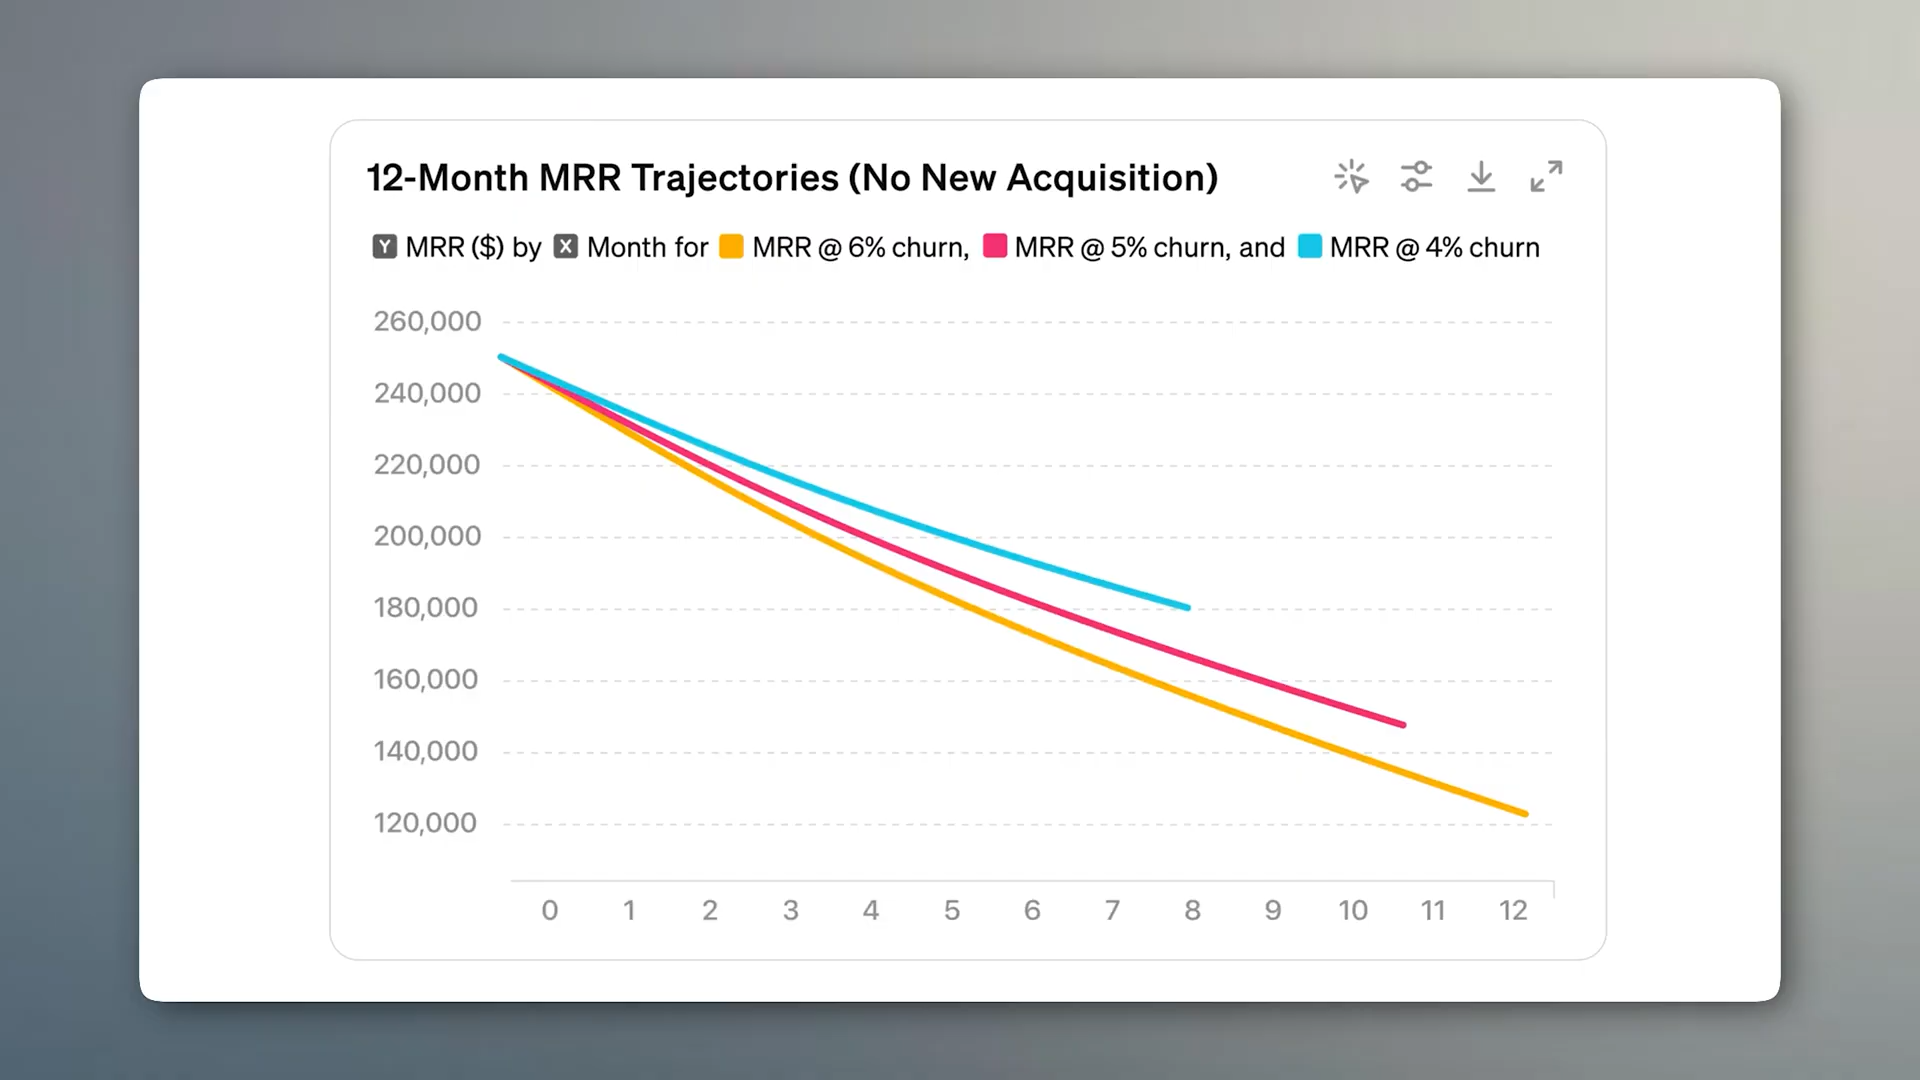 12-Month MRR Trajectories (No New Acquisition)
Y MRR ($) by X Month for MRR @ 6% churn, MRR @ 5% churn, and MRR @ 4% churn
260,000
240,000
220,000
200,000
180,000
160,000
140,000
120,000
0 1 2 3 4 5 6 7 8 9 10 11 12